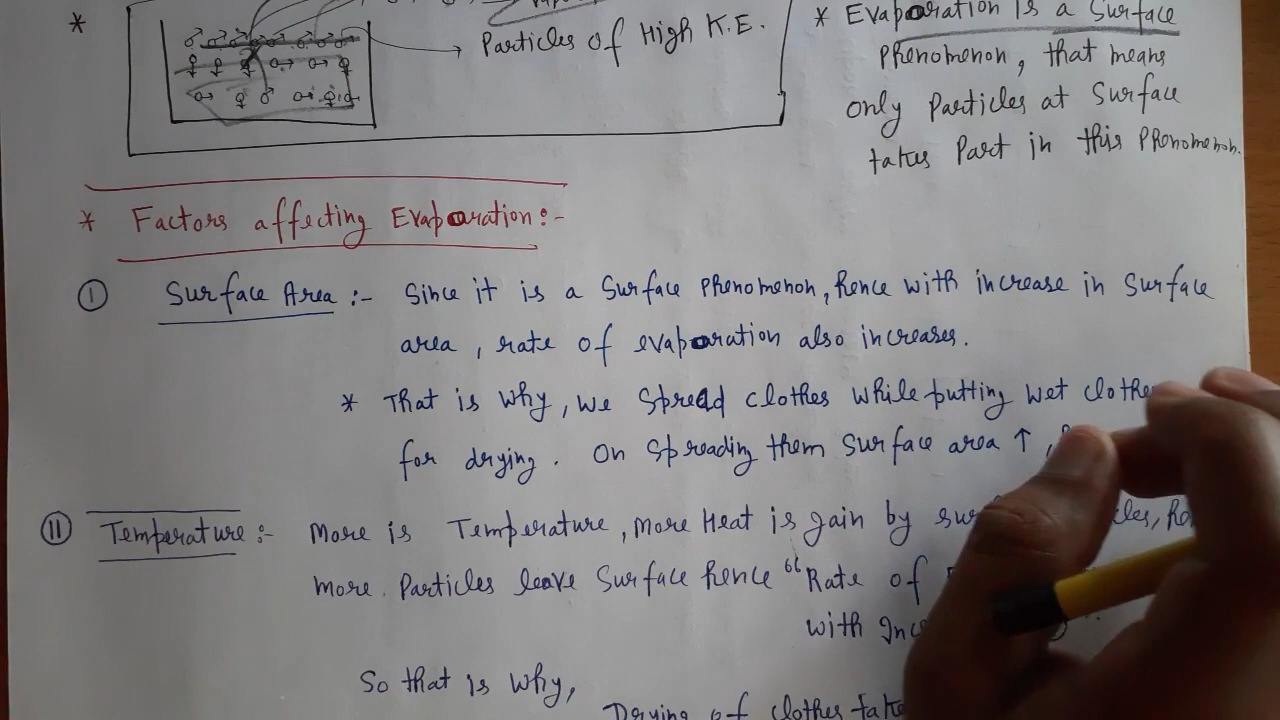 * Particles of High K.E.
* Evaporation Is a Surface
Phenomenon, that means
only Particles at Surface
takes Part in this Phonomenon.
* Factors affecting Evaporation:-
I Surface Area :- Since it is a Surface Phenomenon, hence with increase in Surface
area, rate of evaporation also increases.
* That is why, we Spread clothes while putting wet clothe
for drying. On Spreading them Surface area ↑,
II Temperature :- More is Temperature, More Heat is gain by
more Particles leave Surface hence "Rate of
with
So that is why,
Drying of clothes take